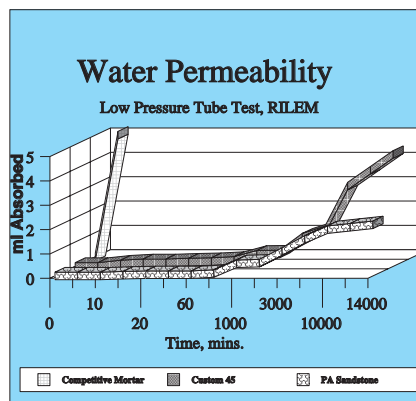 Water Permeability
Low Pressure Tube Test, RILEM
ml Absorbed
5
4
3
2
1
0
10 60 3000 14000
0 20 1000 10000
Time, mins.
Competitive Mortar Custom 45 PA Sandstone